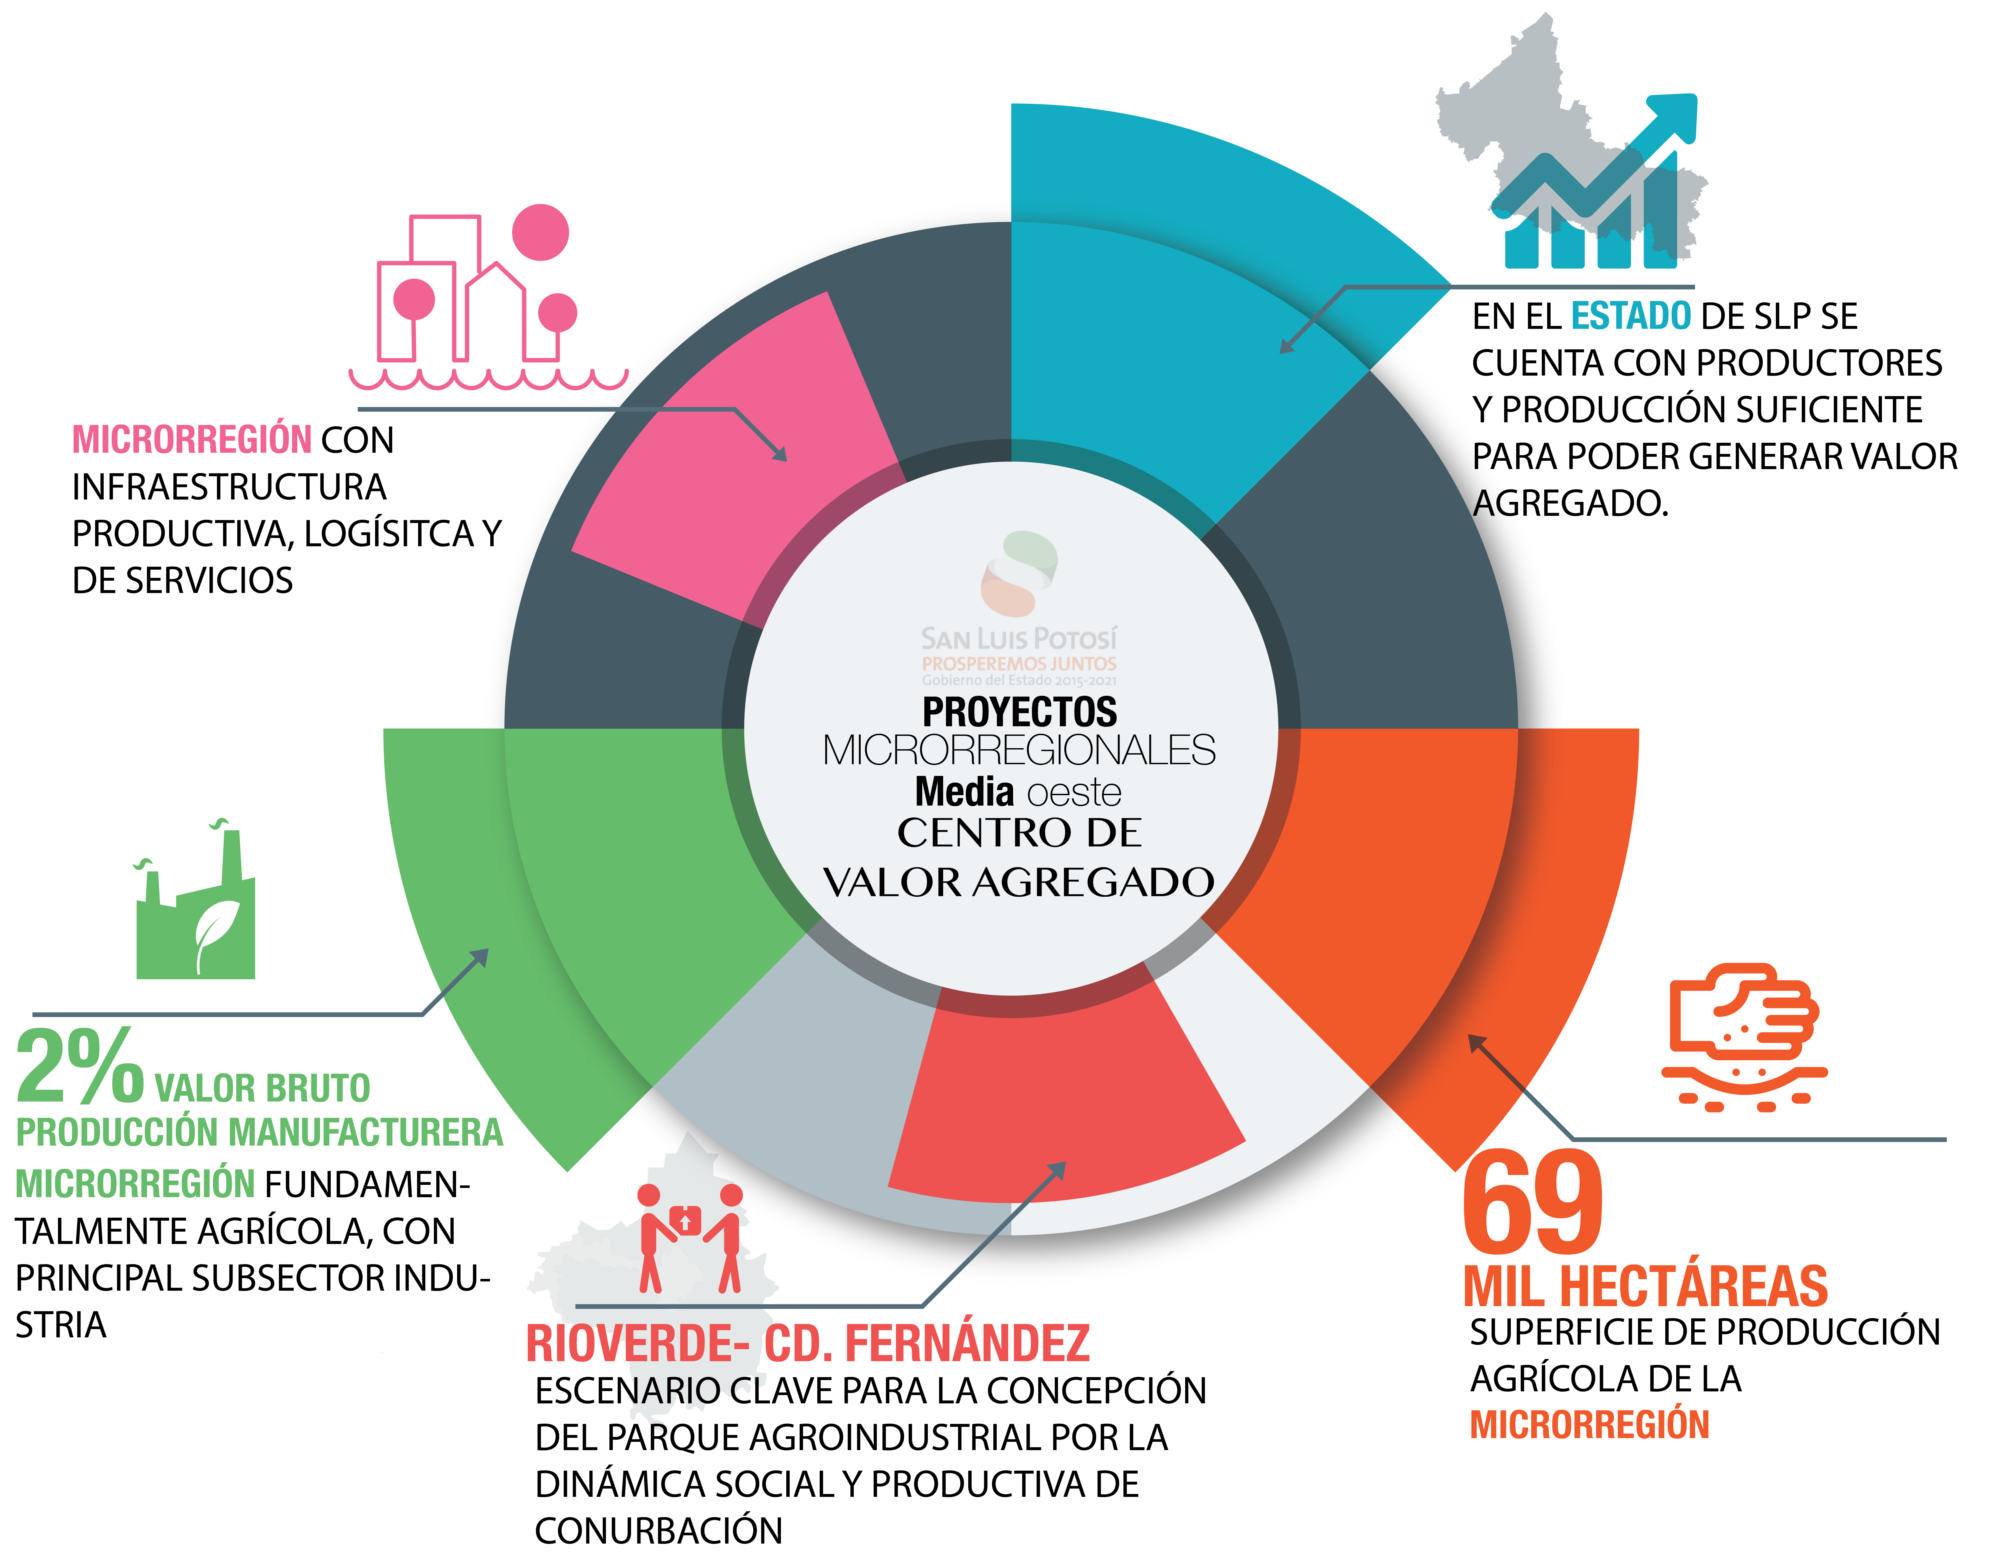 EN EL ESTADO DE SLP SE
CUENTA CON PRODUCTORES
Y PRODUCCIÓN SUFICIENTE
PARA PODER GENERAR VALOR
AGREGADO.
MICRORREGIÓN CON
INFRAESTRUCTURA
PRODUCTIVA, LOGÍSITCA Y
DE SERVICIOS
SAN LUIS POTOSÍ
PROSPEREMOS JUNTOS
Gobierno del Estado 2015-2021
PROYECTOS
MICRORREGIONALES
Media oeste
CENTRO DE
VALOR AGREGADO
2% VALOR BRUTO
PRODUCCIÓN MANUFACTURERA
MICRORREGIÓN FUNDAMEN-
TALMENTE AGRÍCOLA, CON
PRINCIPAL SUBSECTOR INDU-
STRIA
RIOVERDE- CD. FERNÁNDEZ
ESCENARIO CLAVE PARA LA CONCEPCIÓN
DEL PARQUE AGROINDUSTRIAL POR LA
DINÁMICA SOCIAL Y PRODUCTIVA DE
CONURBACIÓN
69
MIL HECTÁREAS
SUPERFICIE DE PRODUCCIÓN
AGRÍCOLA DE LA
MICRORREGIÓN